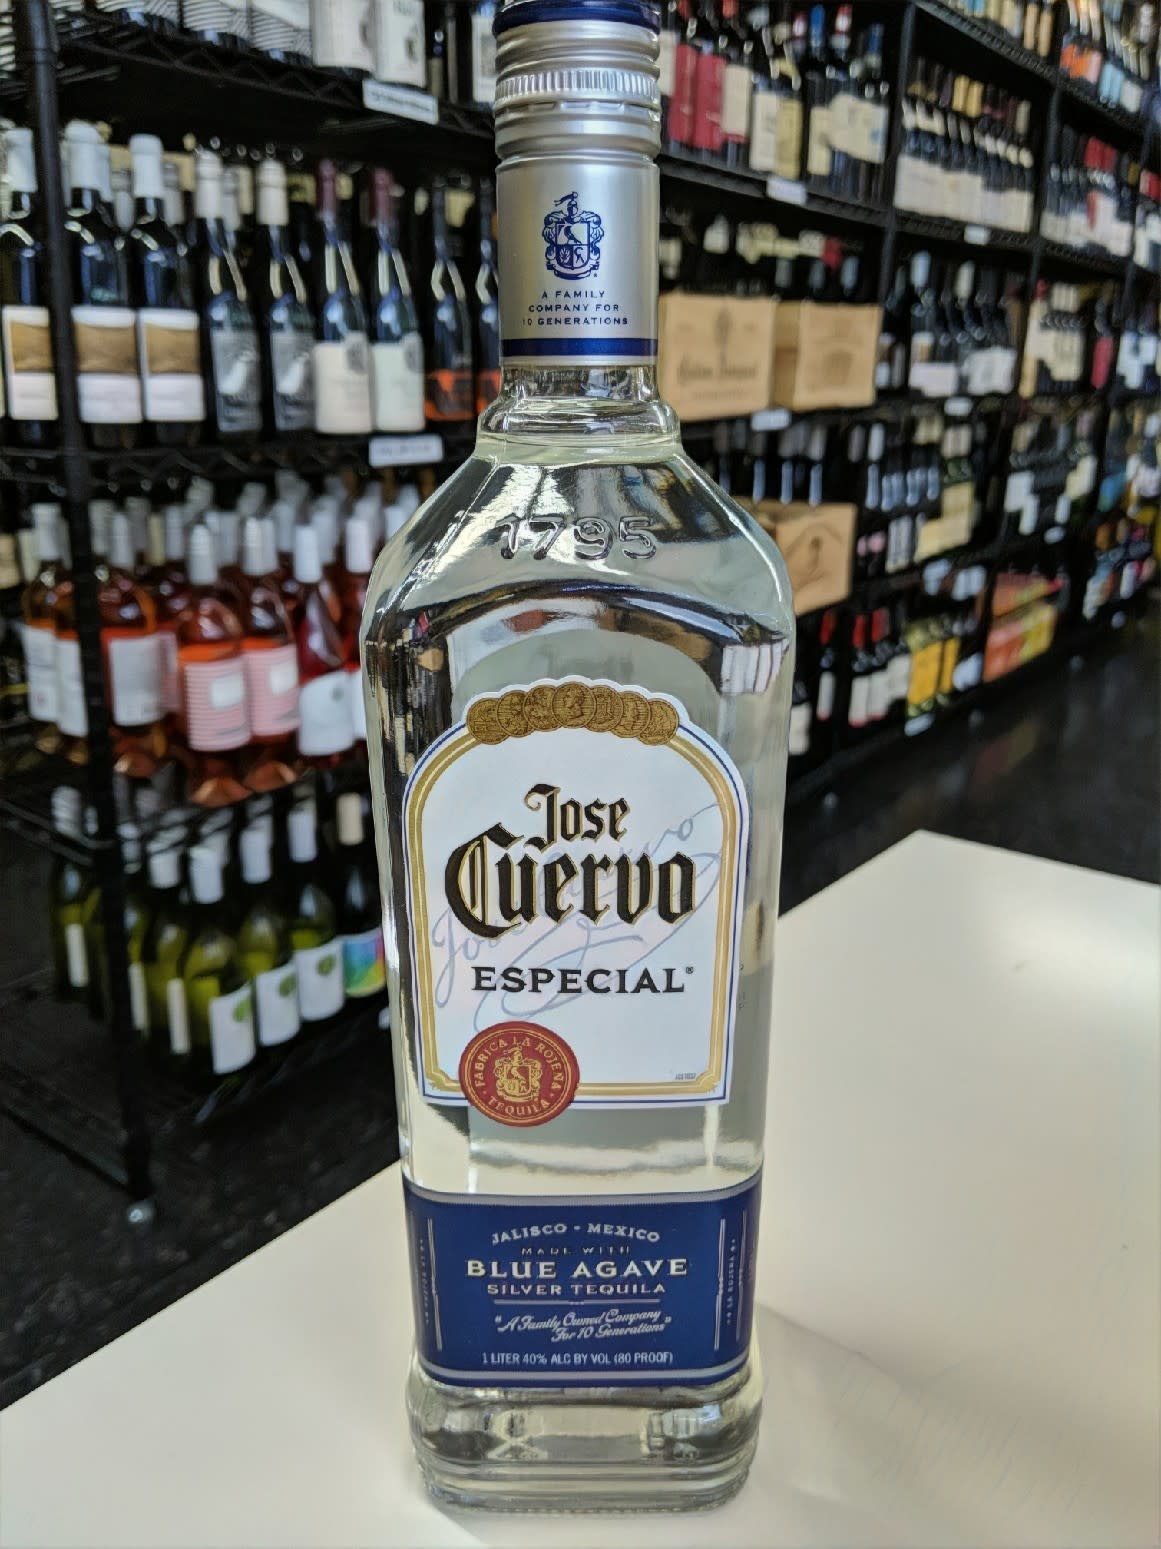 A FAMILY
COMPANY FOR
10 GENERATIONS
1795
Jose
Cuervo
ESPECIAL®
FABRICA LA ROJEÑA
TEQUILA
JALISCO - MEXICO
MADE WITH
BLUE AGAVE
SILVER TEQUILA
"A Family Owned Company
For 10 Generations"
1 LITER 40% ALC BY VOL (80 PROOF)